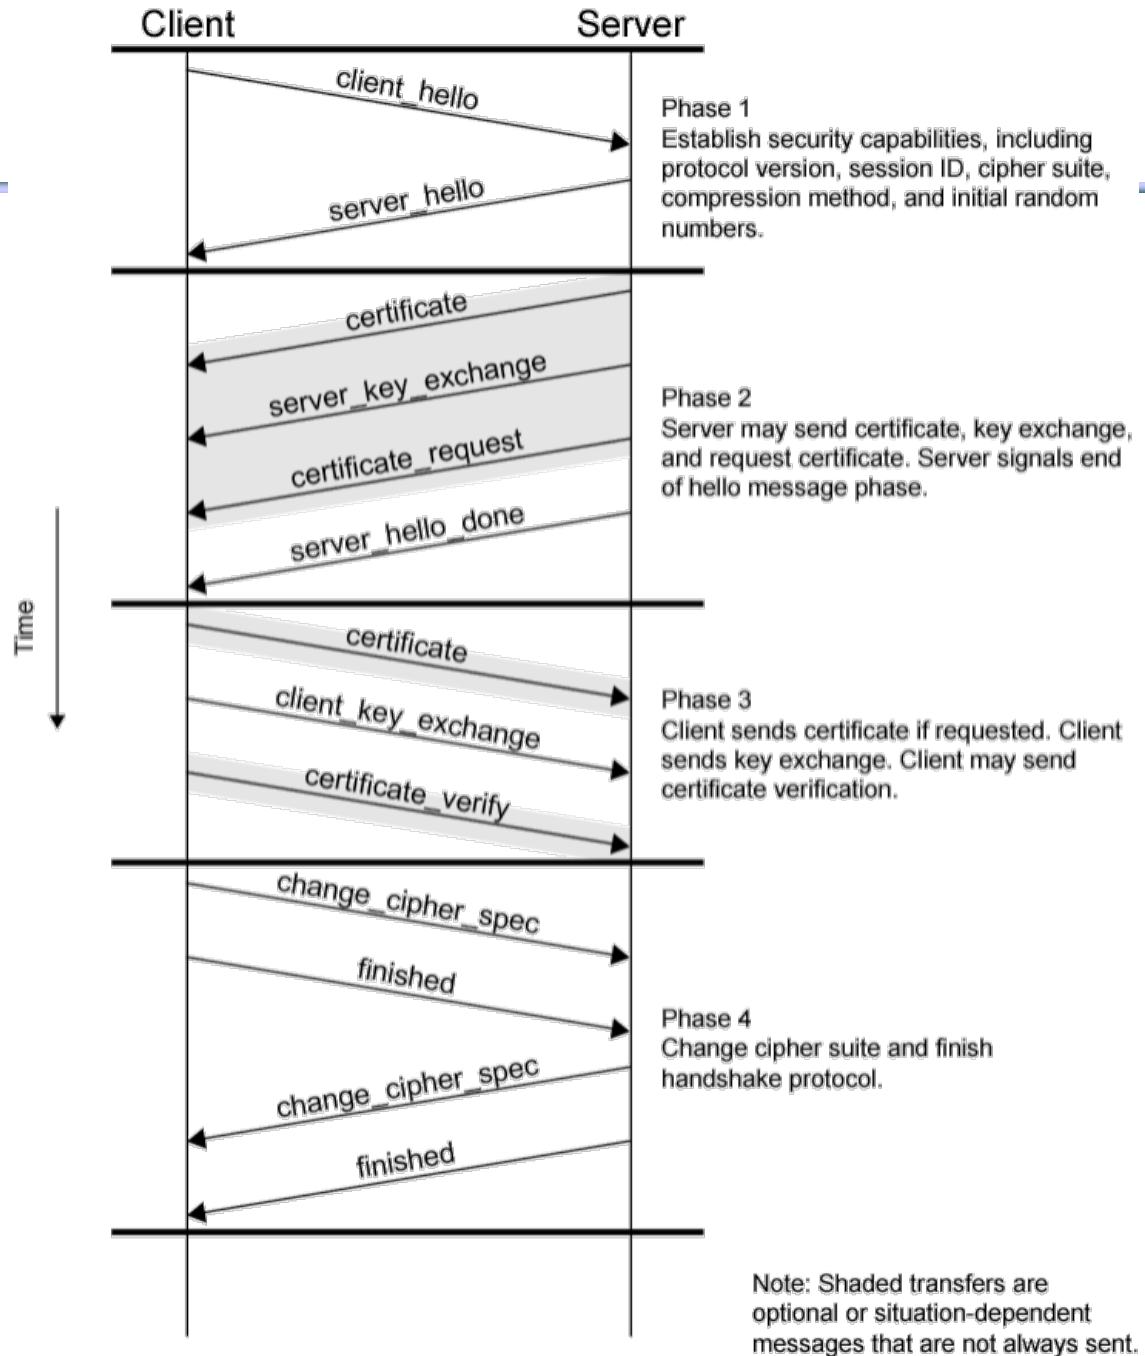 Client
Server
client_hello
server_hello
Phase 1
Establish security capabilities, including
protocol version, session ID, cipher suite,
compression method, and initial random
numbers.
certificate
server_key_exchange
certificate_request
server_hello_done
Phase 2
Server may send certificate, key exchange,
and request certificate. Server signals end
of hello message phase.
Time
certificate
client_key_exchange
certificate_verify
Phase 3
Client sends certificate if requested. Client
sends key exchange. Client may send
certificate verification.
change_cipher_spec
finished
change_cipher_spec
finished
Phase 4
Change cipher suite and finish
handshake protocol.
Note: Shaded transfers are
optional or situation-dependent
messages that are not always sent.